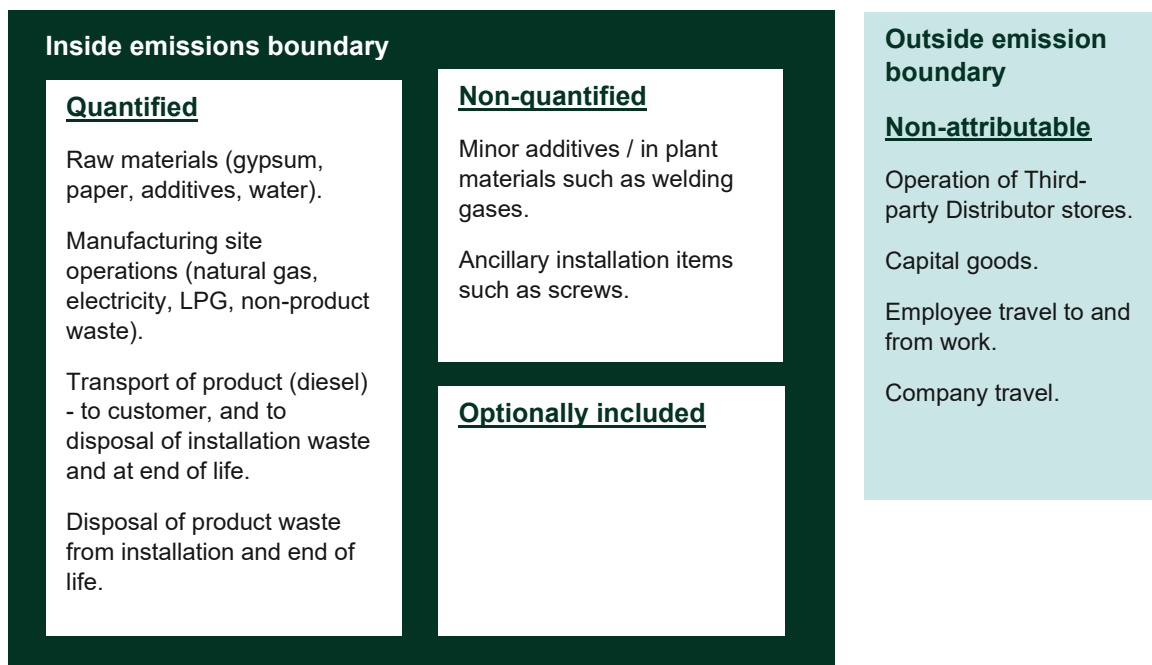 Inside emissions boundary
Quantified
Raw materials (gypsum,
paper, additives, water).
Manufacturing site
operations (natural gas,
electricity, LPG, non-product
waste).
Transport of product (diesel)
- to customer, and to
disposal of installation waste
and at end of life.
Disposal of product waste
from installation and end of
life.
Non-quantified
Minor additives / in plant
materials such as welding
gases.
Ancillary installation items
such as screws.
Optionally included
Outside emission
boundary
Non-attributable
Operation of Third-
party Distributor stores.
Capital goods.
Employee travel to and
from work.
Company travel.